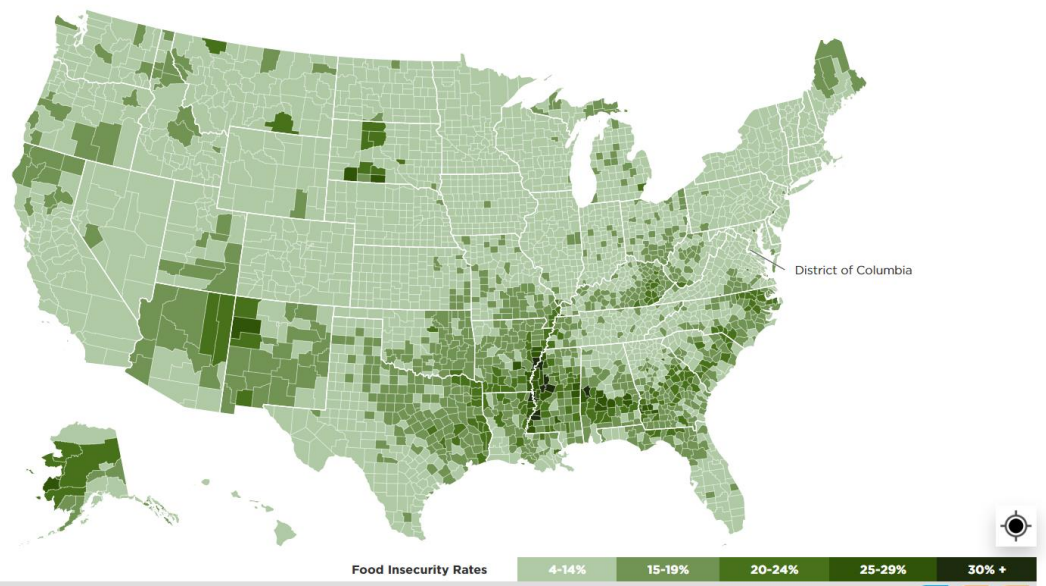 District of Columbia
Food Insecurity Rates 4-14% 15-19% 20-24% 25-29% 30% +